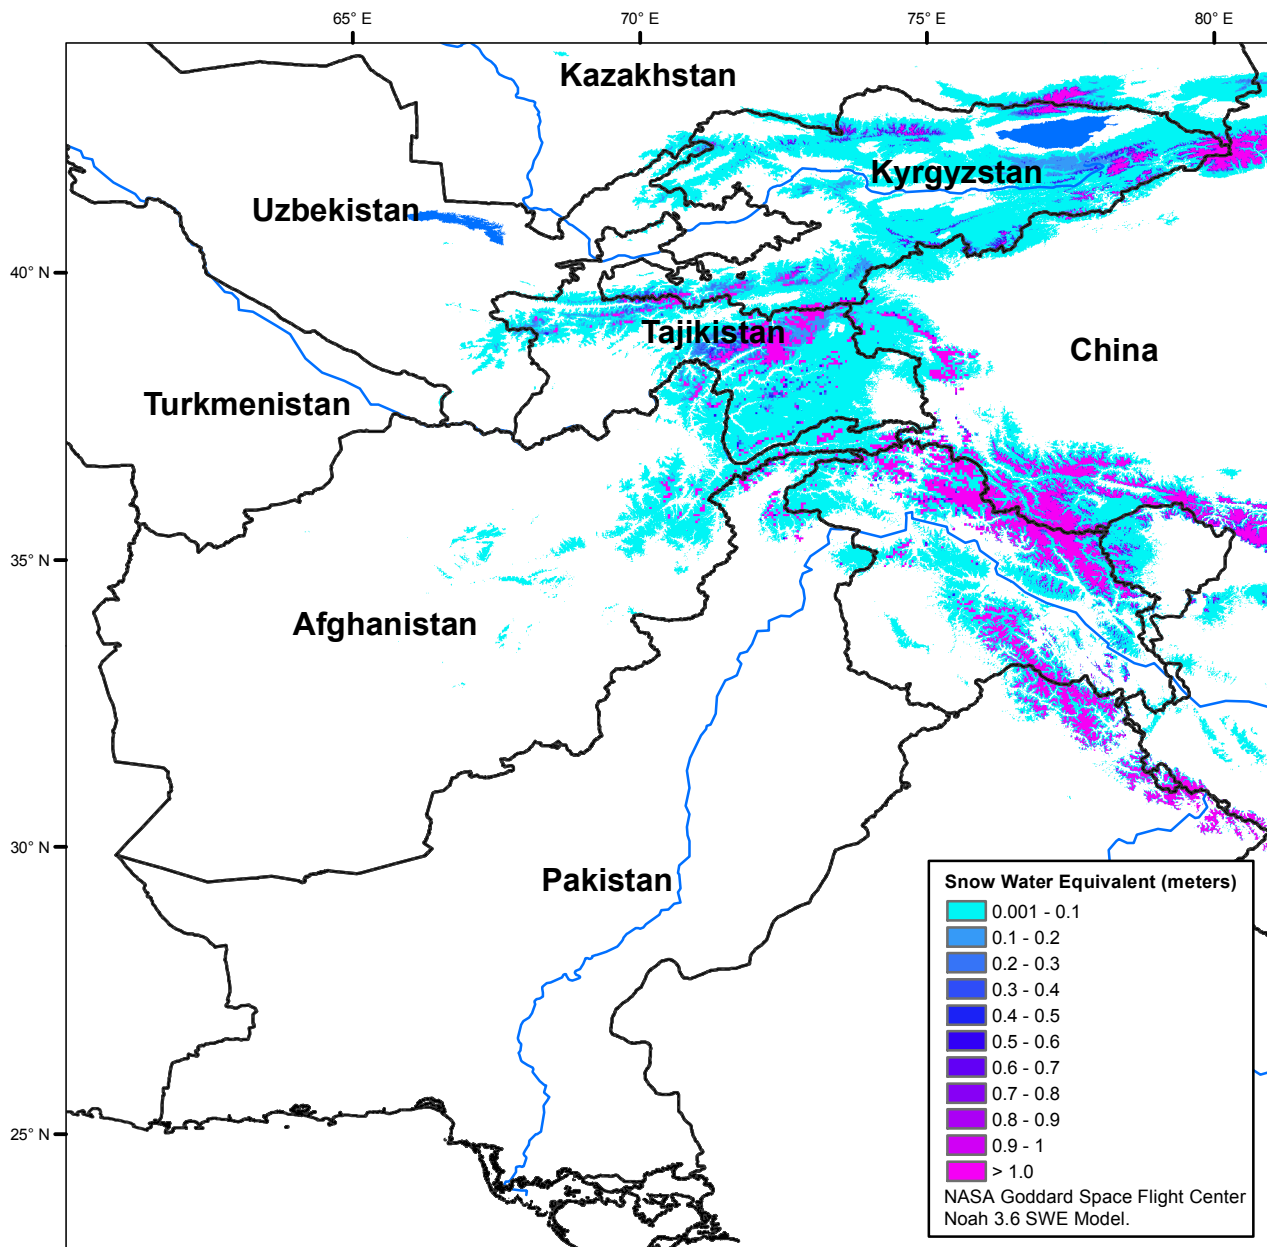 65° E
70° E
75° E
80° E
Kazakhstan
Kyrgyzstan
Uzbekistan
40° N
Tajikistan
China
Turkmenistan
35° N
Afghanistan
30° N
Pakistan
25° N
Snow Water Equivalent (meters)
0.001 - 0.1
0.1 - 0.2
0.2 - 0.3
0.3 - 0.4
0.4 - 0.5
0.5 - 0.6
0.6 - 0.7
0.7 - 0.8
0.8 - 0.9
0.9 - 1
> 1.0
NASA Goddard Space Flight Center
Noah 3.6 SWE Model.